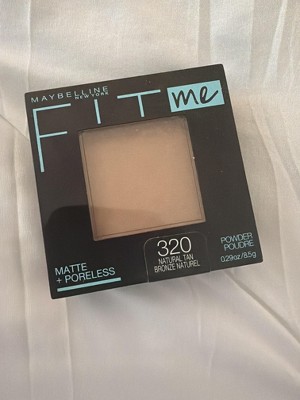 MAYBELLINE
NEW YORK
FIT me
MATTE
+ PORELESS
320
NATURAL TAN
BRONZE NATUREL
POWDER
POUDRE
0.29oz/8.5g